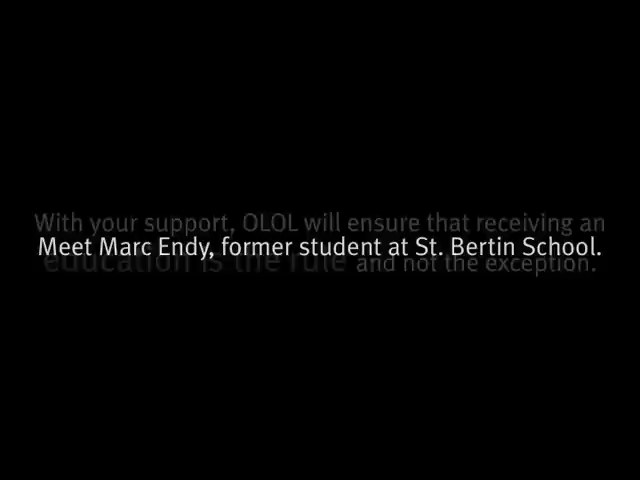 With your support, OLOL will ensure that receiving an
Meet Marc Endy, former student at St. Bertin School.
education is the rule and not the exception.